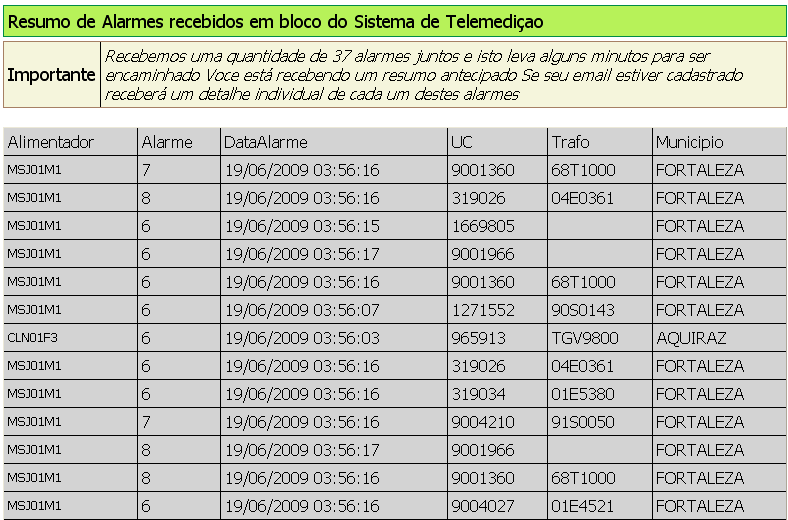 Resumo de Alarmes recebidos em bloco do Sistema de Telemediçao
Importante
Recebemos uma quantidade de 37 alarmes juntos e isto leva alguns minutos para ser
encaminhado Voce está recebendo um resumo antecipado Se seu email estiver cadastrado
receberá um detalhe individual de cada um destes alarmes
Alimentador Alarme DataAlarme UC Trafo Municipio
MSJ01M1 7 19/06/2009 03:56:16 9001360 68T1000 FORTALEZA
MSJ01M1 8 19/06/2009 03:56:16 319026 04E0361 FORTALEZA
MSJ01M1 6 19/06/2009 03:56:15 1669805 FORTALEZA
MSJ01M1 6 19/06/2009 03:56:17 9001966 FORTALEZA
MSJ01M1 6 19/06/2009 03:56:16 9001360 68T1000 FORTALEZA
MSJ01M1 6 19/06/2009 03:56:07 1271552 90S0143 FORTALEZA
CLN01F3 6 19/06/2009 03:56:03 965913 TGV9800 AQUIRAZ
MSJ01M1 6 19/06/2009 03:56:16 319026 04E0361 FORTALEZA
MSJ01M1 6 19/06/2009 03:56:16 319034 01E5380 FORTALEZA
MSJ01M1 7 19/06/2009 03:56:16 9004210 91S0050 FORTALEZA
MSJ01M1 8 19/06/2009 03:56:17 9001966 FORTALEZA
MSJ01M1 8 19/06/2009 03:56:16 9001360 68T1000 FORTALEZA
MSJ01M1 6 19/06/2009 03:56:16 9004027 01E4521 FORTALEZA